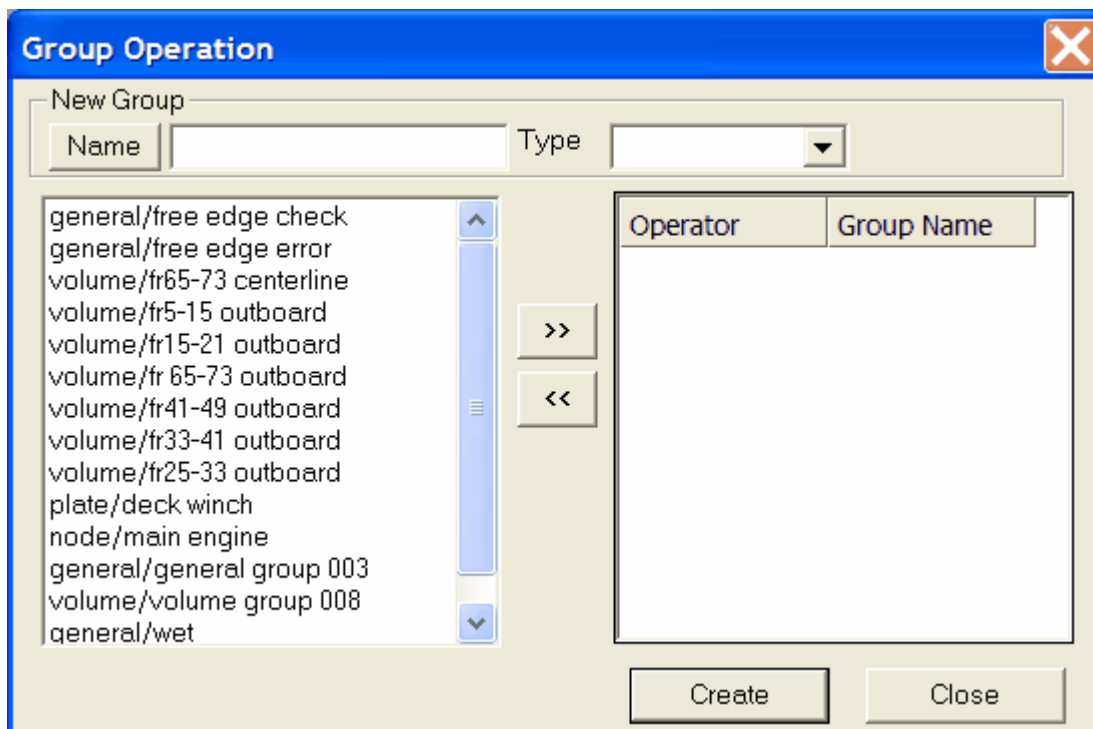 Group Operation
New Group
Name
Type
general/free edge check
general/free edge error
volume/fr65-73 centerline
volume/fr5-15 outboard
volume/fr15-21 outboard
volume/fr 65-73 outboard
volume/fr41-49 outboard
volume/fr33-41 outboard
volume/fr25-33 outboard
plate/deck winch
node/main engine
general/general group 003
volume/volume group 008
general/wet
>>
<<
Operator Group Name
Create Close